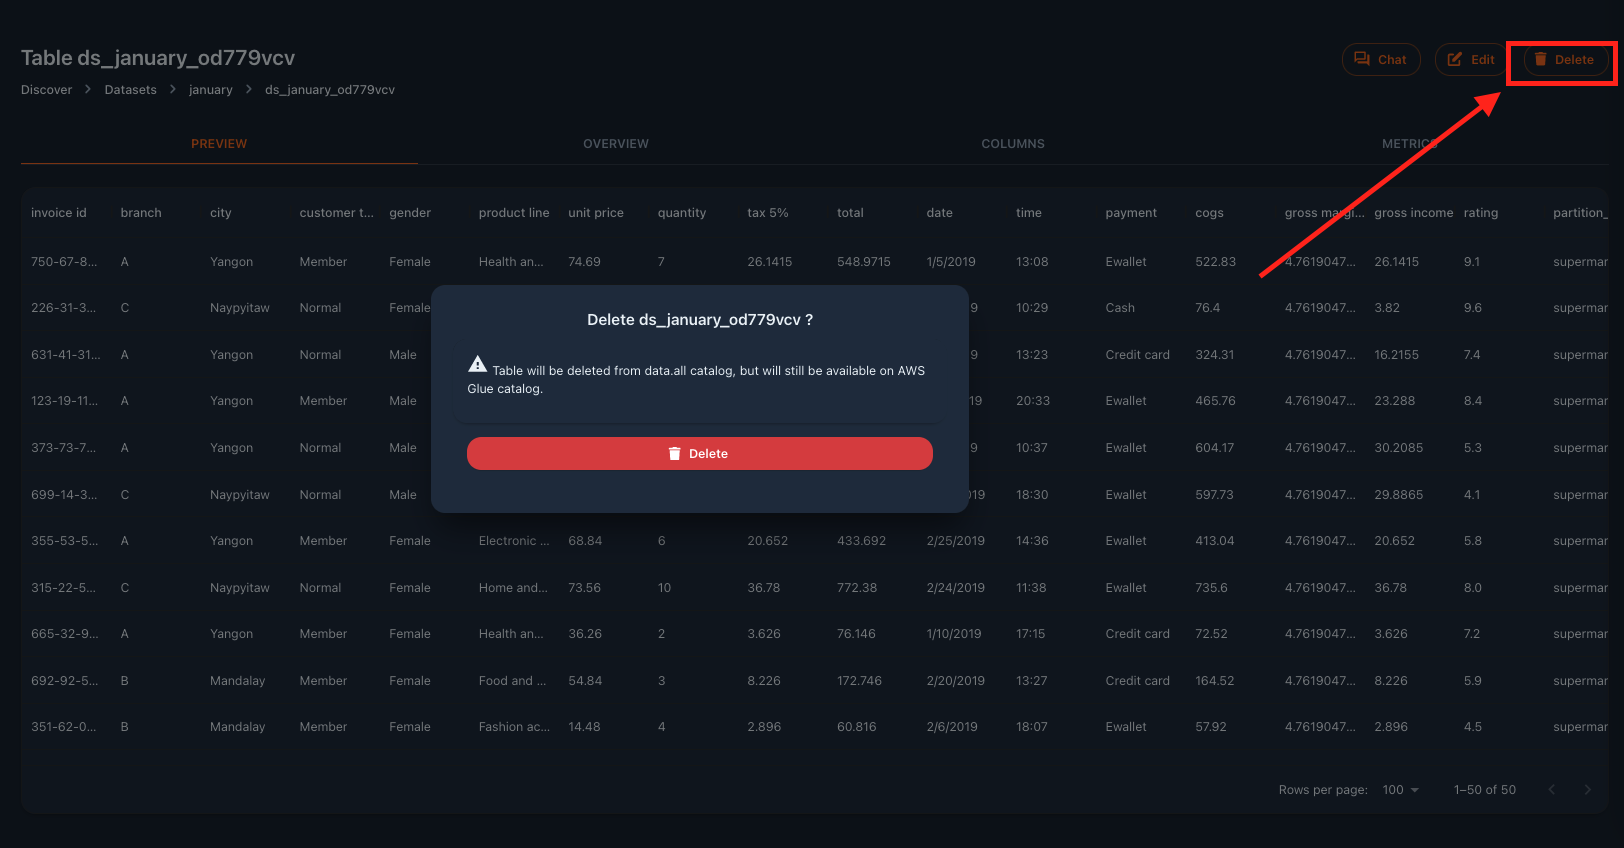 Table ds_january_od779vcv
Chat Edit Delete
Discover > Datasets > january > ds_january_od779vcv
PREVIEW OVERVIEW COLUMNS METRICS
invoice id branch city customer t... gender product line unit price quantity tax 5% total date time payment cogs gross margi... gross income rating partition_
750-67-8... A Yangon Member Female Health an... 74.69 7 26.1415 548.9715 1/5/2019 13:08 Ewallet 522.83 4.7619047... 26.1415 9.1 supermar
226-31-3... C Naypyitaw Normal Female 9 10:29 Cash 76.4 4.7619047... 3.82 9.6 supermar
631-41-31... A Yangon Normal Male 9 13:23 Credit card 324.31 4.7619047... 16.2155 7.4 supermar
123-19-11... A Yangon Member Male 19 20:33 Ewallet 465.76 4.7619047... 23.288 8.4 supermar
373-73-7... A Yangon Normal Male 9 10:37 Ewallet 604.17 4.7619047... 30.2085 5.3 supermar
699-14-3... C Naypyitaw Normal Male 19 18:30 Ewallet 597.73 4.7619047... 29.8865 4.1 supermar
355-53-5... A Yangon Member Female Electronic ... 68.84 6 20.652 433.692 2/25/2019 14:36 Ewallet 413.04 4.7619047... 20.652 5.8 supermar
315-22-5... C Naypyitaw Normal Female Home and... 73.56 10 36.78 772.38 2/24/2019 11:38 Ewallet 735.6 4.7619047... 36.78 8.0 supermar
665-32-9... A Yangon Member Female Health an... 36.26 2 3.626 76.146 1/10/2019 17:15 Credit card 72.52 4.7619047... 3.626 7.2 supermar
692-92-5... B Mandalay Member Female Food and ... 54.84 3 8.226 172.746 2/20/2019 13:27 Credit card 164.52 4.7619047... 8.226 5.9 supermar
351-62-0... B Mandalay Member Female Fashion ac... 14.48 4 2.896 60.816 2/6/2019 18:07 Ewallet 57.92 4.7619047... 2.896 4.5 supermar
Delete ds_january_od779vcv ?
Table will be deleted from data.all catalog, but will still be available on AWS
Glue catalog.
Delete
Rows per page: 100 1–50 of 50